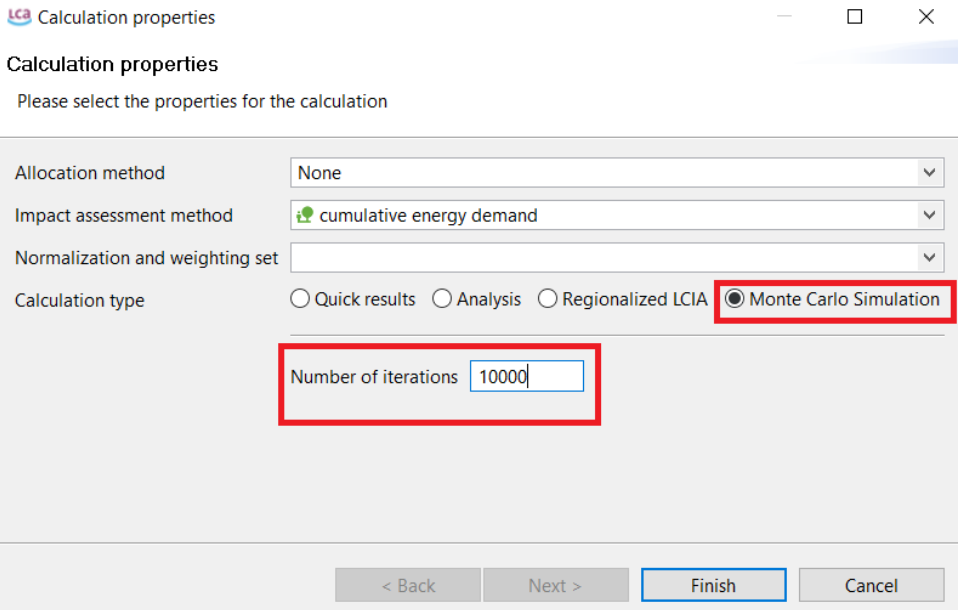 LCA Calculation properties
Calculation properties
Please select the properties for the calculation
Allocation method None
Impact assessment method cumulative energy demand
Normalization and weighting set
Calculation type Quick results Analysis Regionalized LCIA Monte Carlo Simulation
Number of iterations 10000
< Back Next > Finish Cancel